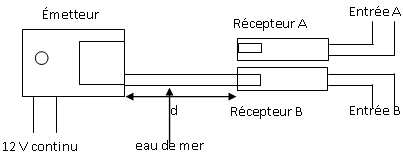 Émetteur
Récepteur A
Entrée A
d
Récepteur B
Entrée B
12 V continu
eau de mer